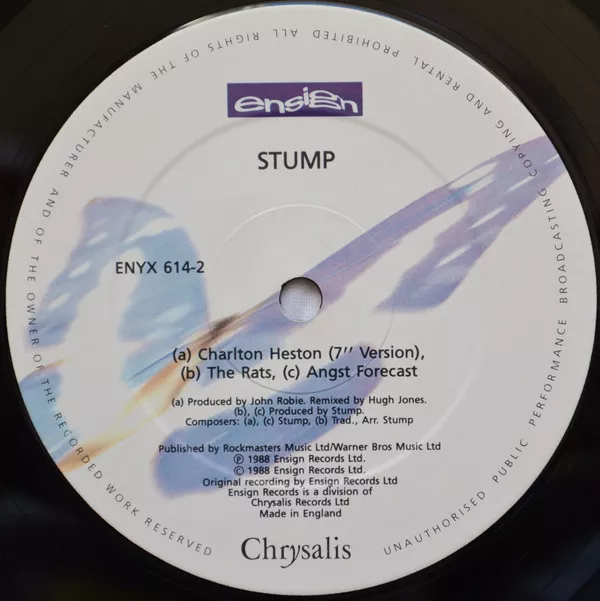 ensign
STUMP
ENYX 614-2
(a) Charlton Heston (7'' Version),
(b) The Rats, (c) Angst Forecast
(a) Produced by John Robie. Remixed by Hugh Jones.
(b), (c) Produced by Stump.
Composers: (a), (c) Stump, (b) Trad., Arr. Stump
Published by Rockmasters Music Ltd/Warner Bros Music Ltd
℗ 1988 Ensign Records Ltd.
© 1988 Ensign Records Ltd.
Original recording by Ensign Records Ltd
Ensign Records is a division of
Chrysalis Records Ltd
Made in England
Chrysalis
ALL RIGHTS OF THE MANUFACTURER AND OF THE OWNER OF THE RECORDED WORK RESERVED UNAUTHORISED PUBLIC PERFORMANCE BROADCASTING COPYING AND RENTAL PROHIBITED